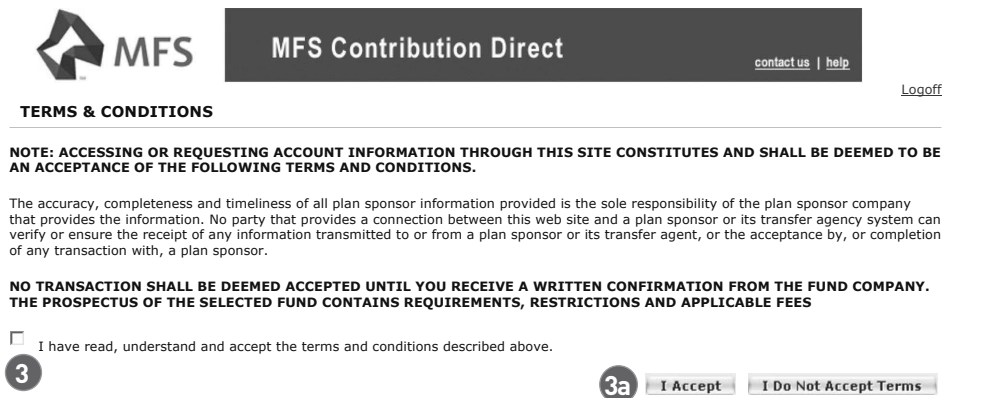 MFS
MFS Contribution Direct
contact us | help
Logoff
TERMS & CONDITIONS
NOTE: ACCESSING OR REQUESTING ACCOUNT INFORMATION THROUGH THIS SITE CONSTITUTES AND SHALL BE DEEMED TO BE
AN ACCEPTANCE OF THE FOLLOWING TERMS AND CONDITIONS.
The accuracy, completeness and timeliness of all plan sponsor information provided is the sole responsibility of the plan sponsor company
that provides the information. No party that provides a connection between this web site and a plan sponsor or its transfer agency system can
verify or ensure the receipt of any information transmitted to or from a plan sponsor or its transfer agent, or the acceptance by, or completion
of any transaction with, a plan sponsor.
NO TRANSACTION SHALL BE DEEMED ACCEPTED UNTIL YOU RECEIVE A WRITTEN CONFIRMATION FROM THE FUND COMPANY.
THE PROSPECTUS OF THE SELECTED FUND CONTAINS REQUIREMENTS, RESTRICTIONS AND APPLICABLE FEES
I have read, understand and accept the terms and conditions described above.
3
3a I Accept I Do Not Accept Terms